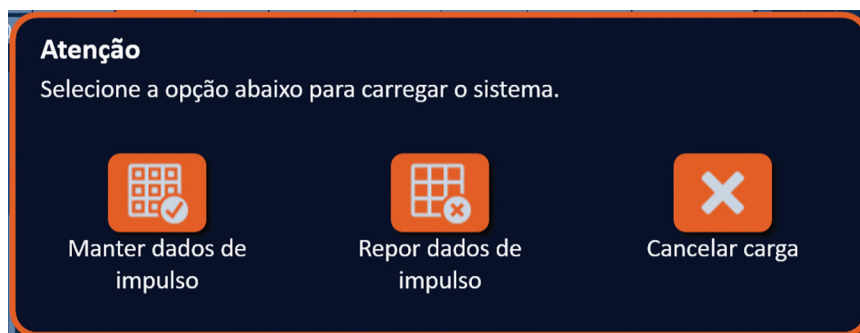 Atenção
Selecione a opção abaixo para carregar o sistema.
Manter dados de impulso
Repor dados de impulso
Cancelar carga